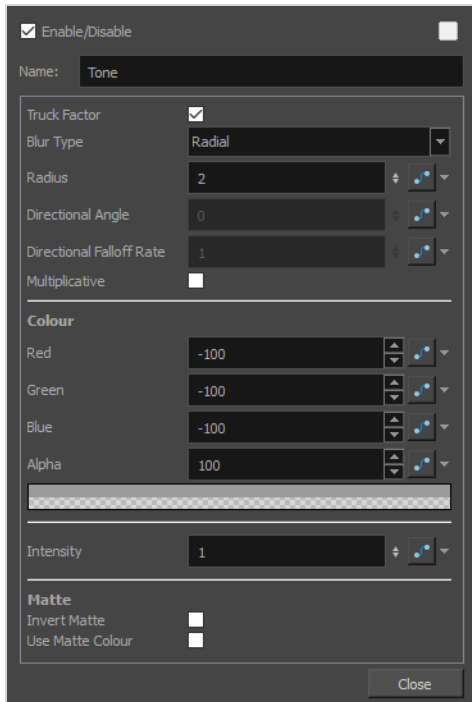 Enable/Disable
Name: Tone
Truck Factor
Blur Type Radial
Radius 2
Directional Angle 0
Directional Falloff Rate 1
Multiplicative
Colour
Red -100
Green -100
Blue -100
Alpha 100
Intensity 1
Matte
Invert Matte
Use Matte Colour
Close